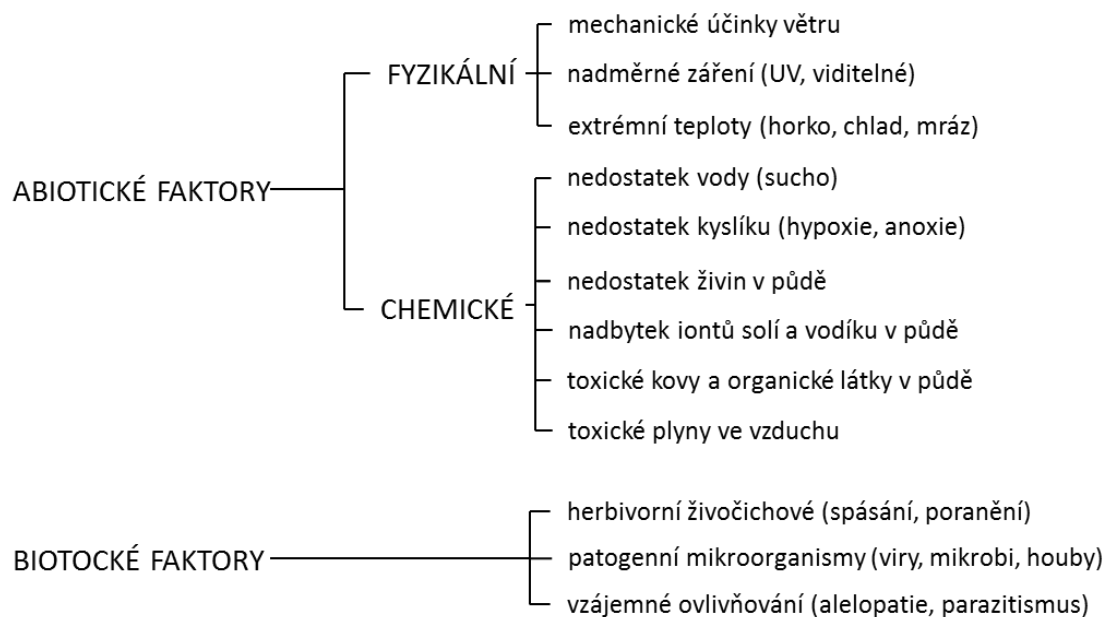 mechanické účinky větru
FYZIKÁLNÍ
nadměrné záření (UV, viditelné)
extrémní teploty (horko, chlad, mráz)
ABIOTICKÉ FAKTORY
nedostatek vody (sucho)
nedostatek kyslíku (hypoxie, anoxie)
nedostatek živin v půdě
CHEMICKÉ
nadbytek iontů solí a vodíku v půdě
toxické kovy a organické látky v půdě
toxické plyny ve vzduchu
herbivorní živočichové (spásání, poranění)
BIOTOCKÉ FAKTORY
patogenní mikroorganismy (viry, mikrobi, houby)
vzájemné ovlivňování (alelopatie, parazitismus)